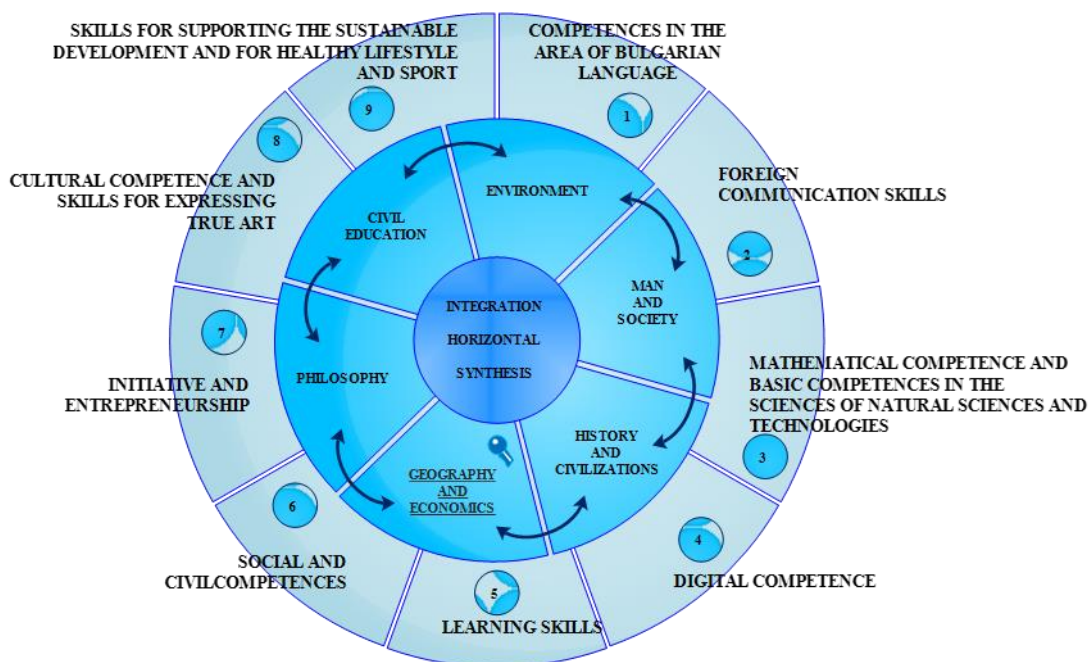 SKILLS FOR SUPPORTING THE SUSTAINABLE
DEVELOPMENT AND FOR HEALTHY LIFESTYLE
AND SPORT
9
COMPETENCES IN THE
AREA OF BULGARIAN
LANGUAGE
1
FOREIGN
COMMUNICATION SKILLS
2
MATHEMATICAL COMPETENCE AND
BASIC COMPETENCES IN THE
SCIENCES OF NATURAL SCIENCES AND
TECHNOLOGIES
3
4
DIGITAL COMPETENCE
5
LEARNING SKILLS
6
SOCIAL AND
CIVILCOMPETENCES
7
INITIATIVE AND
ENTREPRENEURSHIP
8
CULTURAL COMPETENCE AND
SKILLS FOR EXPRESSING
TRUE ART
ENVIRONMENT
MAN
AND
SOCIETY
HISTORY
AND
CIVILIZATIONS
GEOGRAPHY
AND
ECONOMICS
PHILOSOPHY
CIVIL
EDUCATION
INTEGRATION
HORIZONTAL
SYNTHESIS